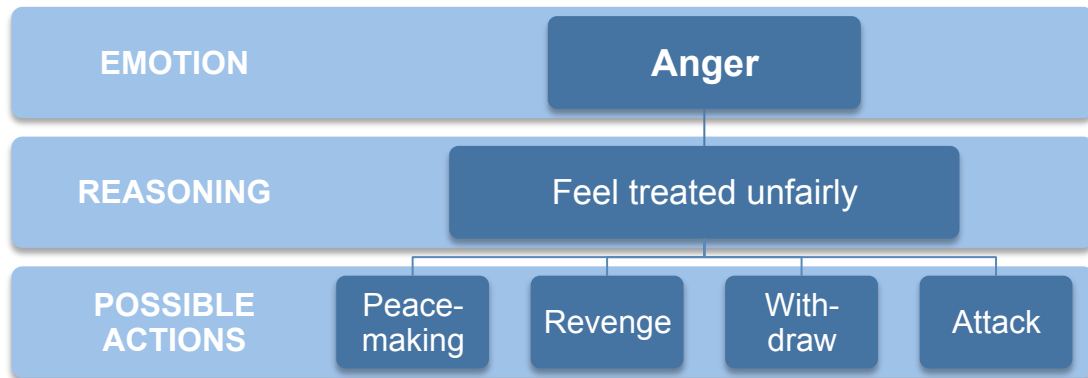 EMOTION
Anger
REASONING
Feel treated unfairly
POSSIBLE
ACTIONS
Peace-
making
Revenge
With-
draw
Attack